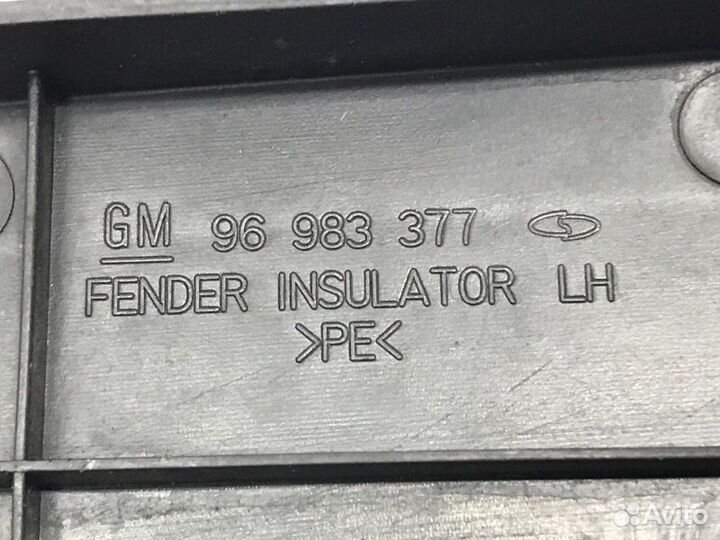 GM 96 983 377
FENDER INSULATOR LH
>PE<
Avito